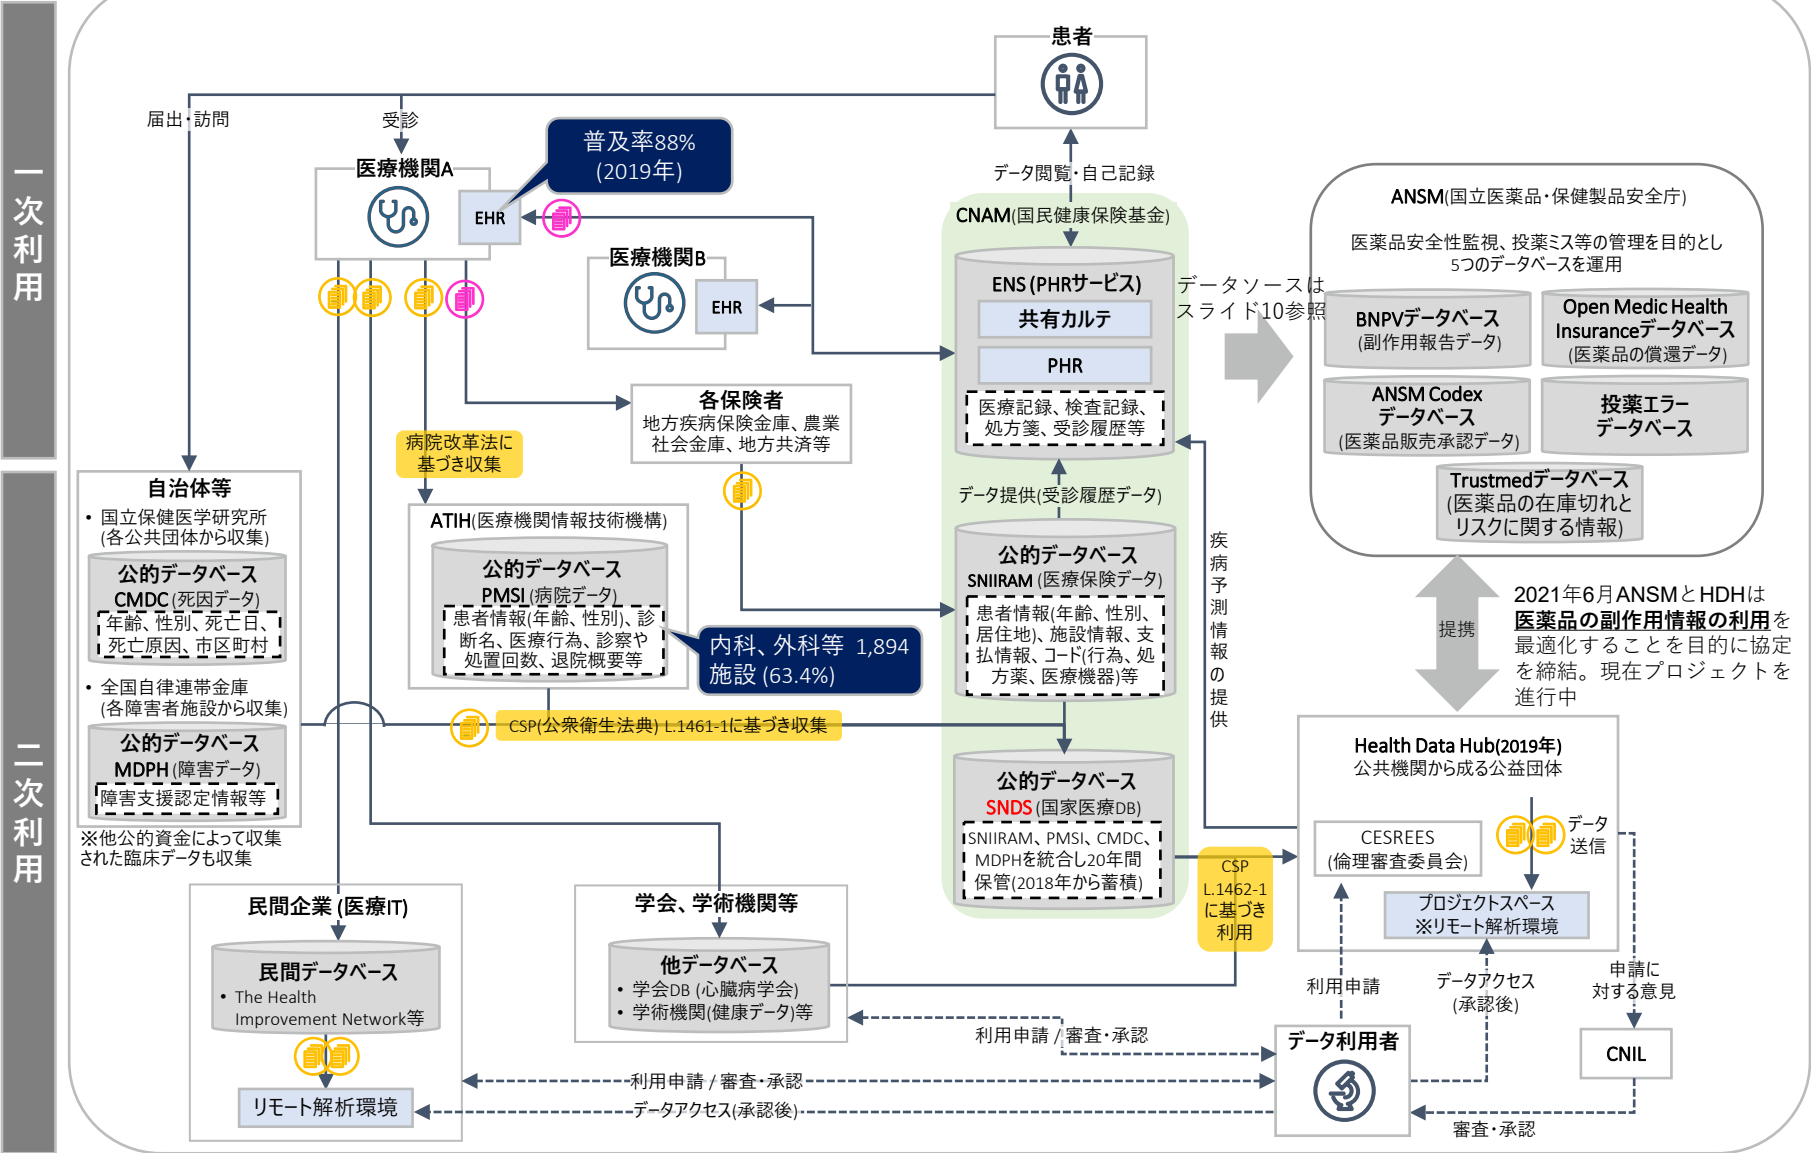 一次利用
二次利用
患者
届出・訪問
受診
医療機関A
EHR
普及率88%
(2019年)
データ閲覧・自己記録
医療機関B
EHR
CNAM(国民健康保険基金)
ENS (PHRサービス)
共有カルテ
PHR
医療記録、検査記録、
処方箋、受診履歴等
データソースは
スライド10参照
ANSM(国立医薬品・保健製品安全庁)
医薬品安全性監視、投薬ミス等の管理を目的とし
5つのデータベースを運用
BNPVデータベース
(副作用報告データ)
Open Medic Health
Insuranceデータベース
(医薬品の償還データ)
ANSM Codex
データベース
(医薬品販売承認データ)
投薬エラー
データベース
Trustmedデータベース
(医薬品の在庫切れと
リスクに関する情報)
各保険者
地方疾病保険金庫、農業
社会金庫、地方共済等
病院改革法に
基づき収集
自治体等
• 国立保健医学研究所
(各公共団体から収集)
公的データベース
CMDC (死因データ)
年齢、性別、死亡日、
死亡原因、市区町村
• 全国自律連帯金庫
(各障害者施設から収集)
公的データベース
MDPH (障害データ)
障害支援認定情報等
※他公的資金によって収集
された臨床データも収集
ATIH(医療機関情報技術機構)
公的データベース
PMSI (病院データ)
患者情報(年齢、性別)、診
断名、医療行為、診察や
処置回数、退院概要等
内科、外科等 1,894
施設 (63.4%)
CSP(公衆衛生法典) L.1461-1に基づき収集
データ提供(受診履歴データ)
公的データベース
SNIIRAM (医療保険データ)
患者情報(年齢、性別、
居住地)、施設情報、支
払情報、コード(行為、処
方薬、医療機器)等
公的データベース
SNDS (国家医療DB)
SNIIRAM、PMSI、CMDC、
MDPHを統合し20年間
保管(2018年から蓄積)
疾病予測情報の提供
提携
2021年6月ANSMとHDHは
医薬品の副作用情報の利用を
最適化することを目的に協定
を締結。現在プロジェクトを
進行中
Health Data Hub(2019年)
公共機関から成る公益団体
CESREES
(倫理審査委員会)
データ
送信
プロジェクトスペース
※リモート解析環境
CSP
L.1462-1
に基づき
利用
民間企業 (医療IT)
民間データベース
• The Health
Improvement Network等
リモート解析環境
学会、学術機関等
他データベース
• 学会DB (心臓病学会)
• 学術機関(健康データ)等
利用申請
データアクセス
(承認後)
申請に
対する意見
利用申請 / 審査・承認
データ利用者
CNIL
利用申請 / 審査・承認
データアクセス(承認後)
審査・承認